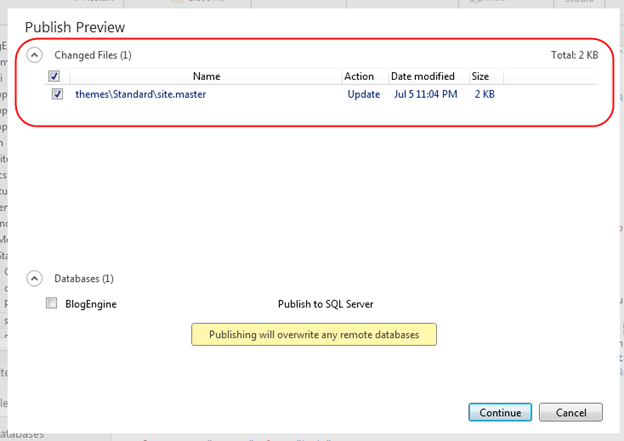 Publish Preview
Changed Files (1) Total: 2 KB
Name Action Date modified Size
themes\Standard\site.master Update Jul 5 11:04 PM 2 KB
Databases (1)
BlogEngine Publish to SQL Server
Publishing will overwrite any remote databases
Continue Cancel